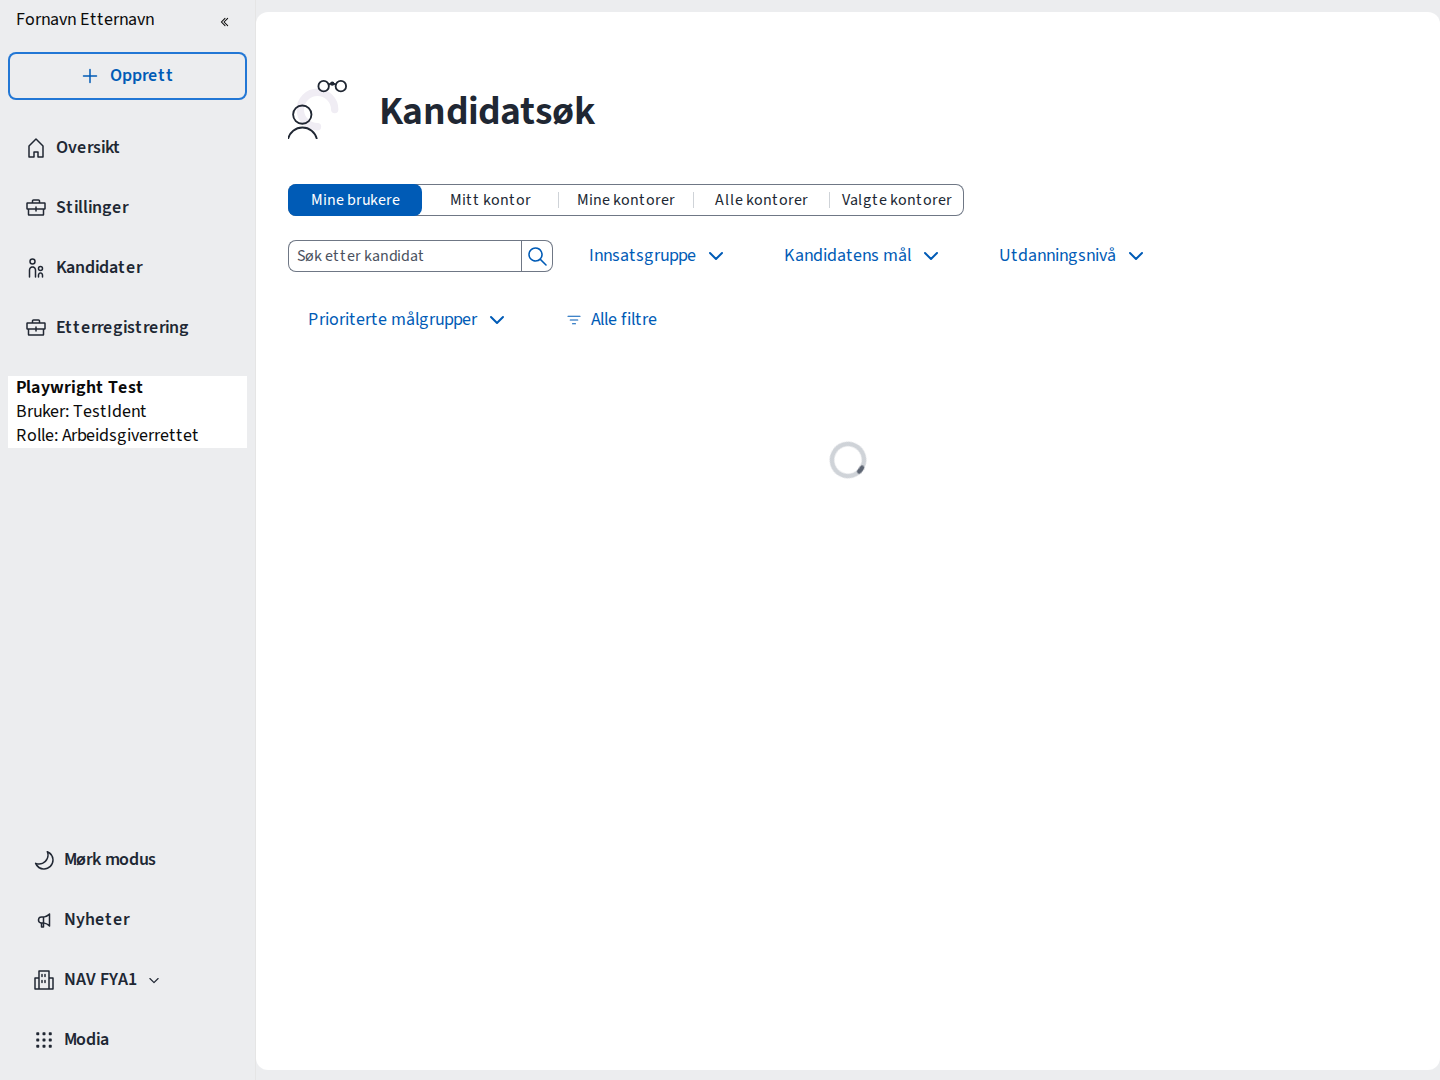 Fornavn Etternavn
Opprett
Oversikt
Stillinger
Kandidater
Etterregistrering
Playwright Test
Bruker: TestIdent
Rolle: Arbeidsgiverrettet
Mørk modus
Nyheter
NAV FYA1
Modia
Kandidatsøk
Mine brukere Mitt kontor Mine kontorer Alle kontorer Valgte kontorer
Søk etter kandidat Innsatsgruppe Kandidatens mål Utdanningsnivå
Prioriterte målgrupper Alle filtre